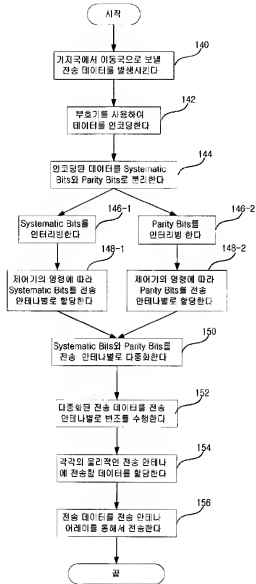 시작
140
기지국에서 이동국으로 보낼
전송 데이터를 발생시킨다
142
부호기를 사용하여
데이터를 인코딩한다
144
인코딩된 데이터를 Systematic
Bits와 Parity Bits로 분리한다
146-1
146-2
Systematic Bits를
인터리빙한다
Parity Bits를
인터리빙 한다
148-1
148-2
제어기의 명령에 따라
Systematic Bits를 전송
안테나별로 할당한다
제어기의 명령에 따라
Parity Bits를 전송
안테나별로 할당한다
150
Systematic Bits와 Parity Bits를
전송 안테나별로 다중화한다
152
다중화된 전송 데이터를 전송
안테나별로 변조를 수행한다
154
각각의 물리적인 전송 안테나
에 전송할 데이터를 할당한다
156
전송 데이터를 전송 안테나
어레이를 통해서 전송한다
끝